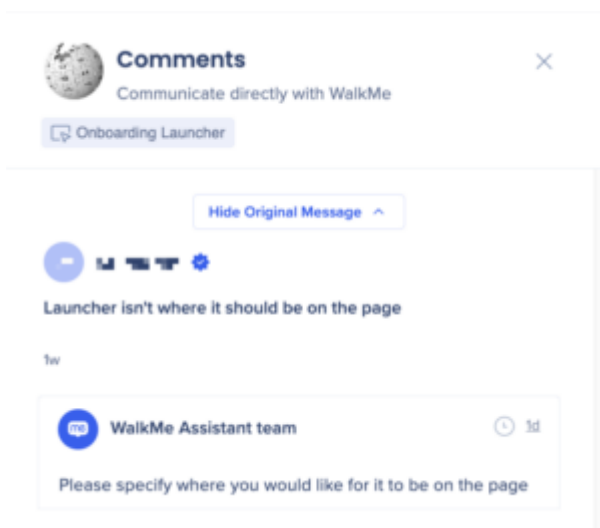 Comments
Communicate directly with WalkMe
Onboarding Launcher
Hide Original Message
Launcher isn't where it should be on the page
1w
me
WalkMe Assistant team
1d
Please specify where you would like for it to be on the page